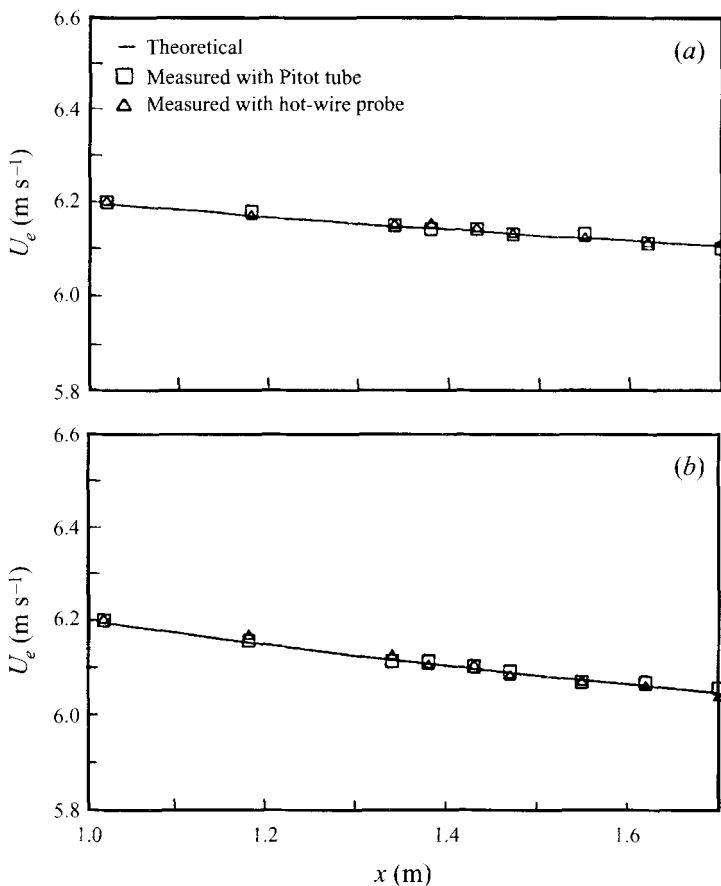 6.6
(a)
— Theoretical
□ Measured with Pitot tube
△ Measured with hot-wire probe
6.4
6.2
6.0
5.8
U_e (m s⁻¹)
6.6
(b)
6.4
6.2
6.0
5.8
U_e (m s⁻¹)
1.0 1.2 1.4 1.6
x (m)